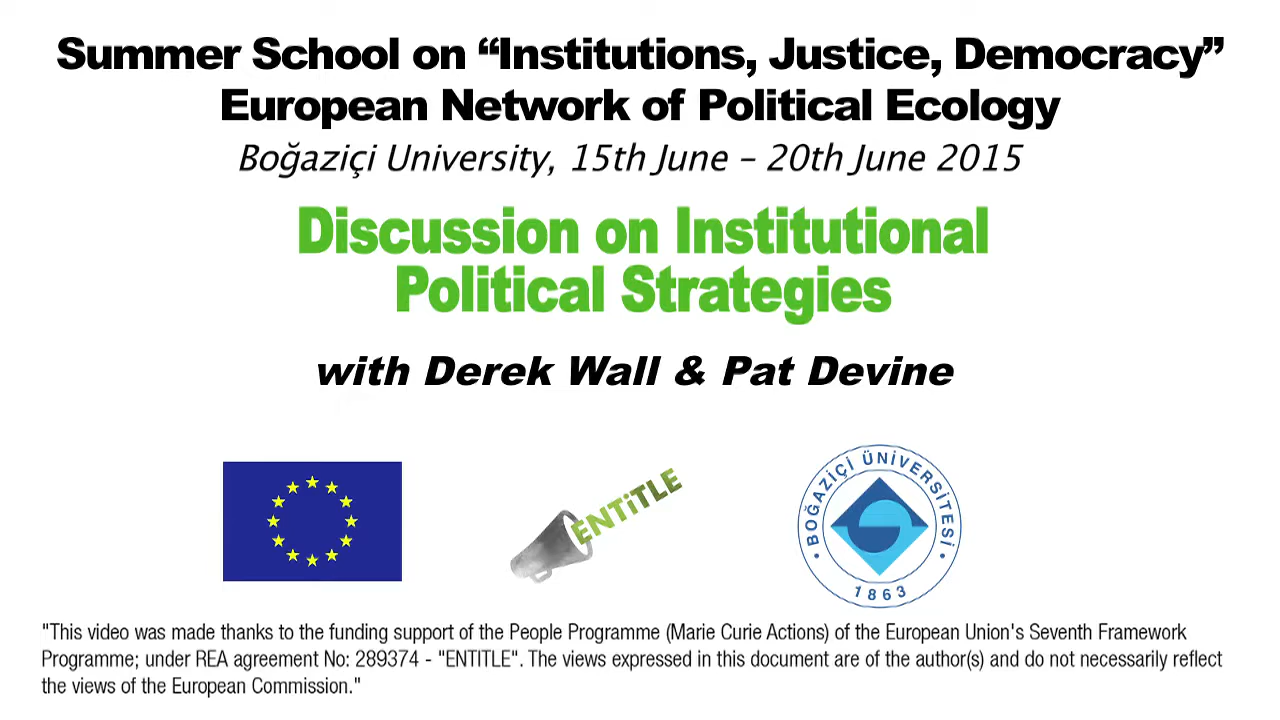 Summer School on “Institutions, Justice, Democracy”
European Network of Political Ecology
Boğaziçi University, 15th June – 20th June 2015
Discussion on Institutional
Political Strategies
with Derek Wall & Pat Devine
ENTiTLE
BOĞAZİÇİ ÜNİVERSİTESİ
1863
"This video was made thanks to the funding support of the People Programme (Marie Curie Actions) of the European Union's Seventh Framework
Programme; under REA agreement No: 289374 - "ENTITLE". The views expressed in this document are of the author(s) and do not necessarily reflect
the views of the European Commission."